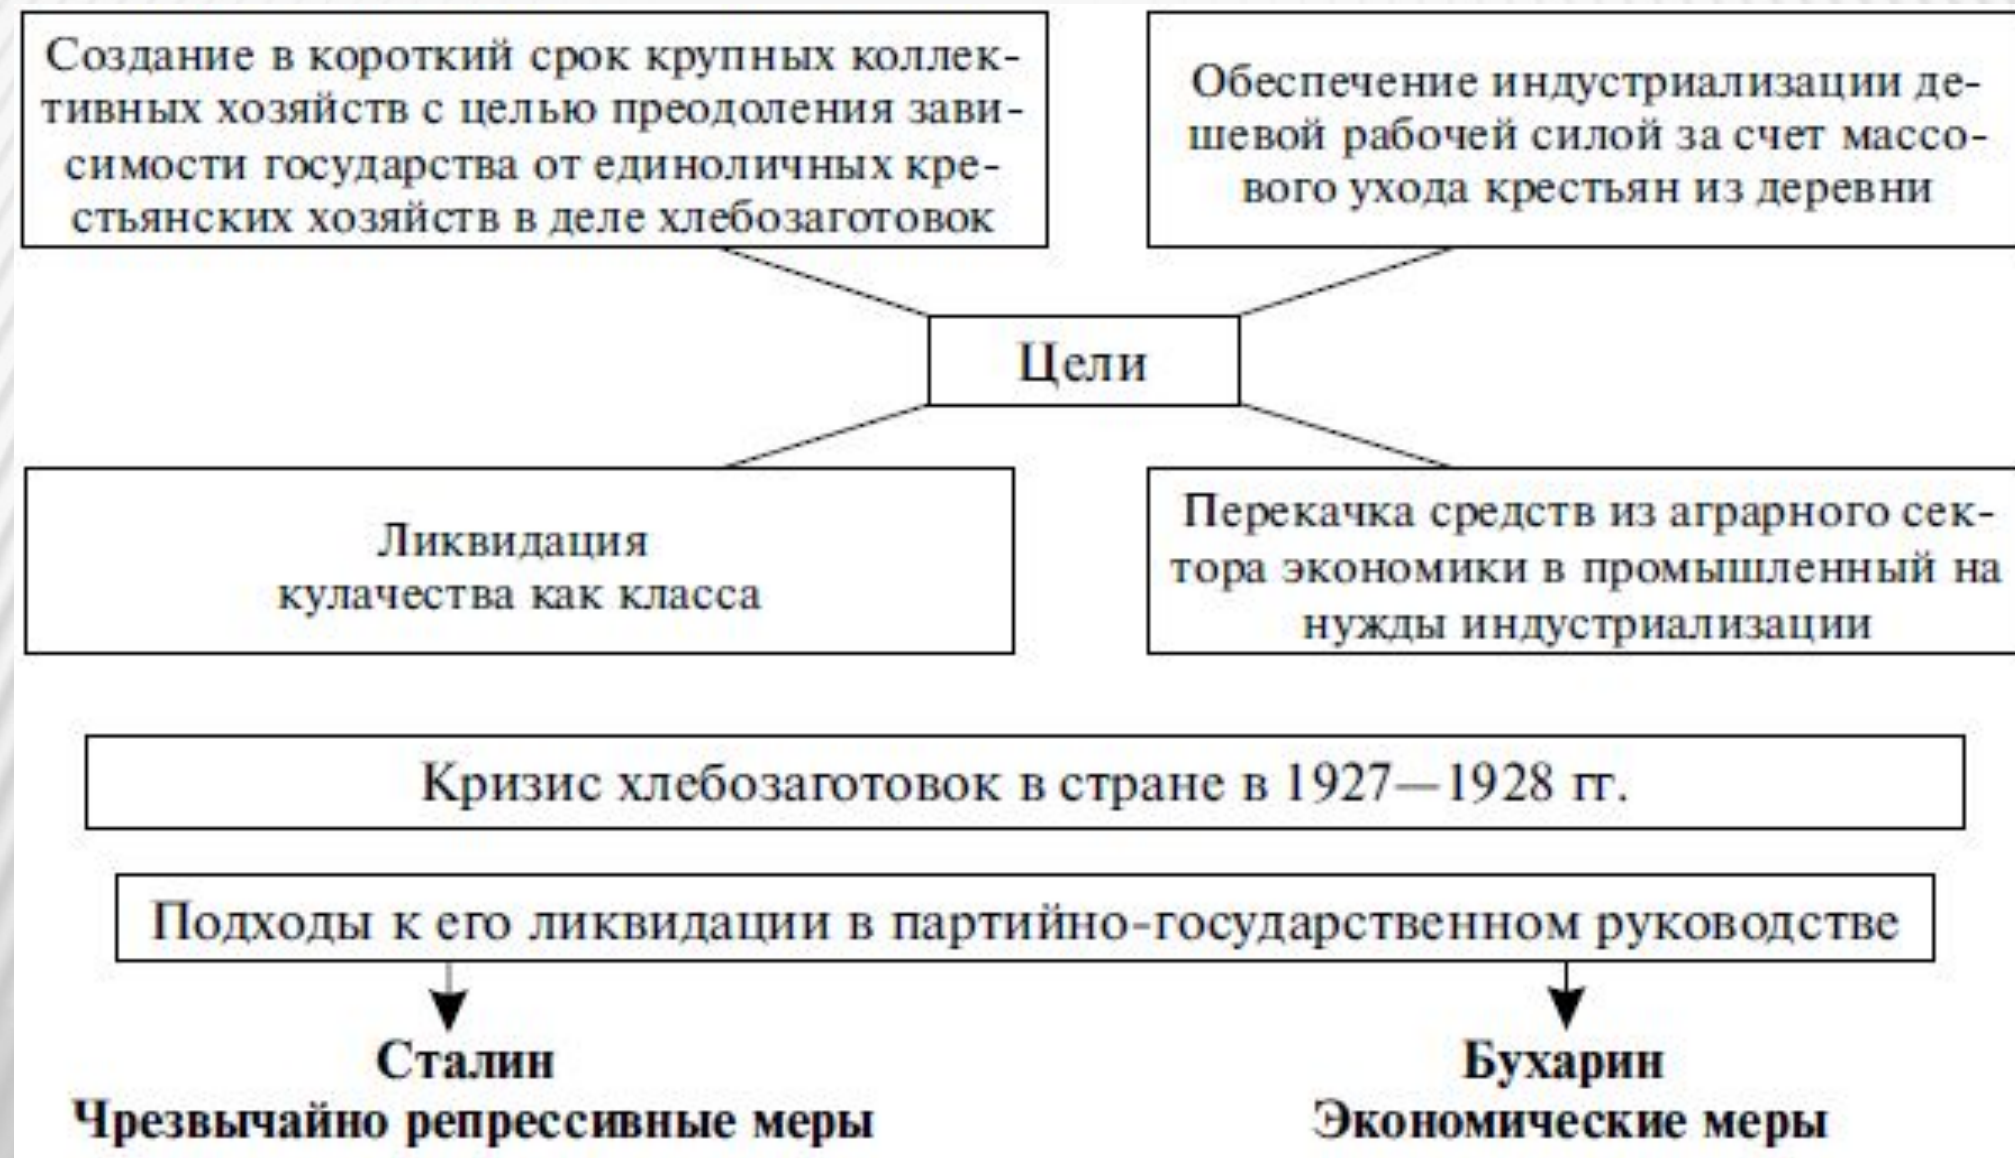 Создание в короткий срок крупных коллек-
тивных хозяйств с целью преодоления зави-
симости государства от единоличных кре-
стьянских хозяйств в деле хлебозаготовок
Обеспечение индустриализации де-
шевой рабочей силой за счет массо-
вого ухода крестьян из деревни
Цели
Ликвидация
кулачества как класса
Перекачка средств из аграрного сек-
тора экономики в промышленный на
нужды индустриализации
Кризис хлебозаготовок в стране в 1927—1928 гг.
Подходы к его ликвидации в партийно-государственном руководстве
Сталин
Чрезвычайно репрессивные меры
Бухарин
Экономические меры